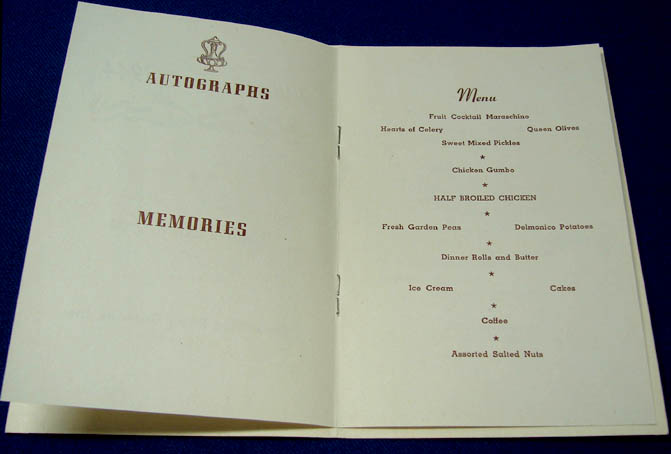 AUTOGRAPHS
MEMORIES
Menu
Fruit Cocktail Maraschino
Hearts of Celery Queen Olives
Sweet Mixed Pickles
★
Chicken Gumbo
★
HALF BROILED CHICKEN
★
Fresh Garden Peas Delmonico Potatoes
★
Dinner Rolls and Butter
★
Ice Cream Cakes
★
Coffee
★
Assorted Salted Nuts